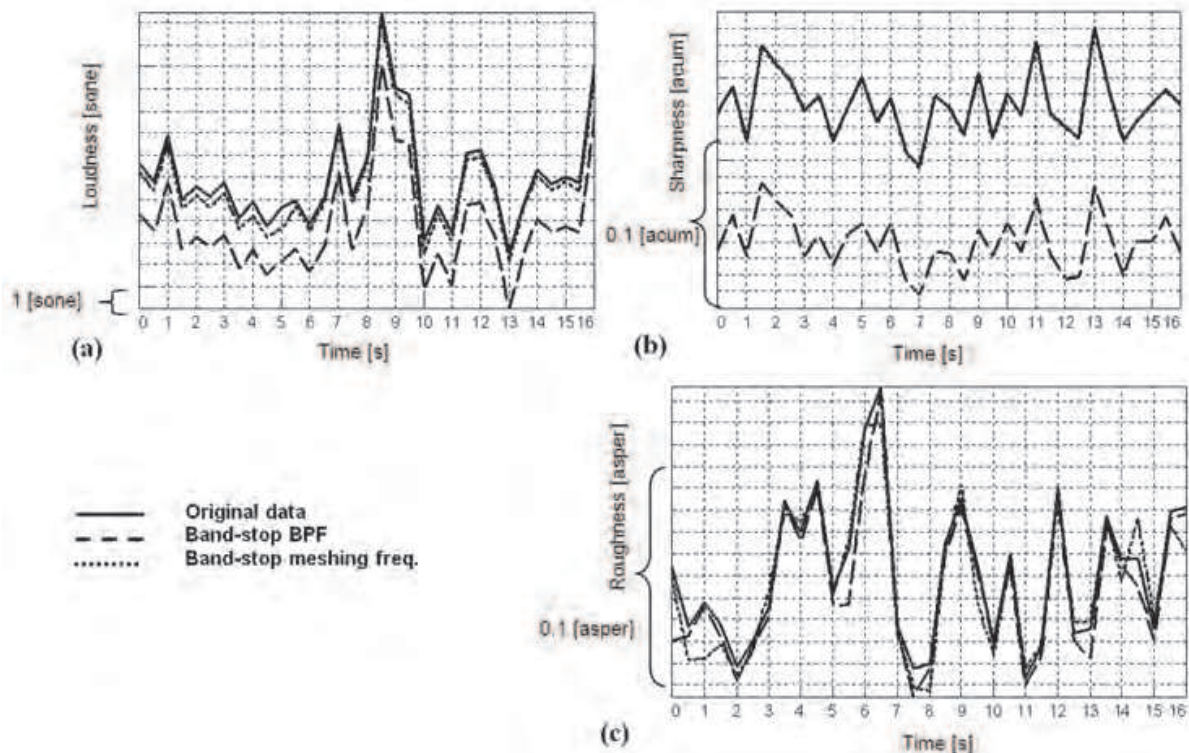 Loudness [sone]
1 [sone]
0 1 2 3 4 5 6 7 8 9 10 11 12 13 14 15 16
Time [s]
(a)
Sharpness [acum]
0.1 [acum]
0 1 2 3 4 5 6 7 8 9 10 11 12 13 14 15 16
Time [s]
(b)
Original data
Band-stop BPF
Band-stop meshing freq.
Roughness [asper]
0.1 [asper]
0 1 2 3 4 5 6 7 8 9 10 11 12 13 14 15 16
Time [s]
(c)